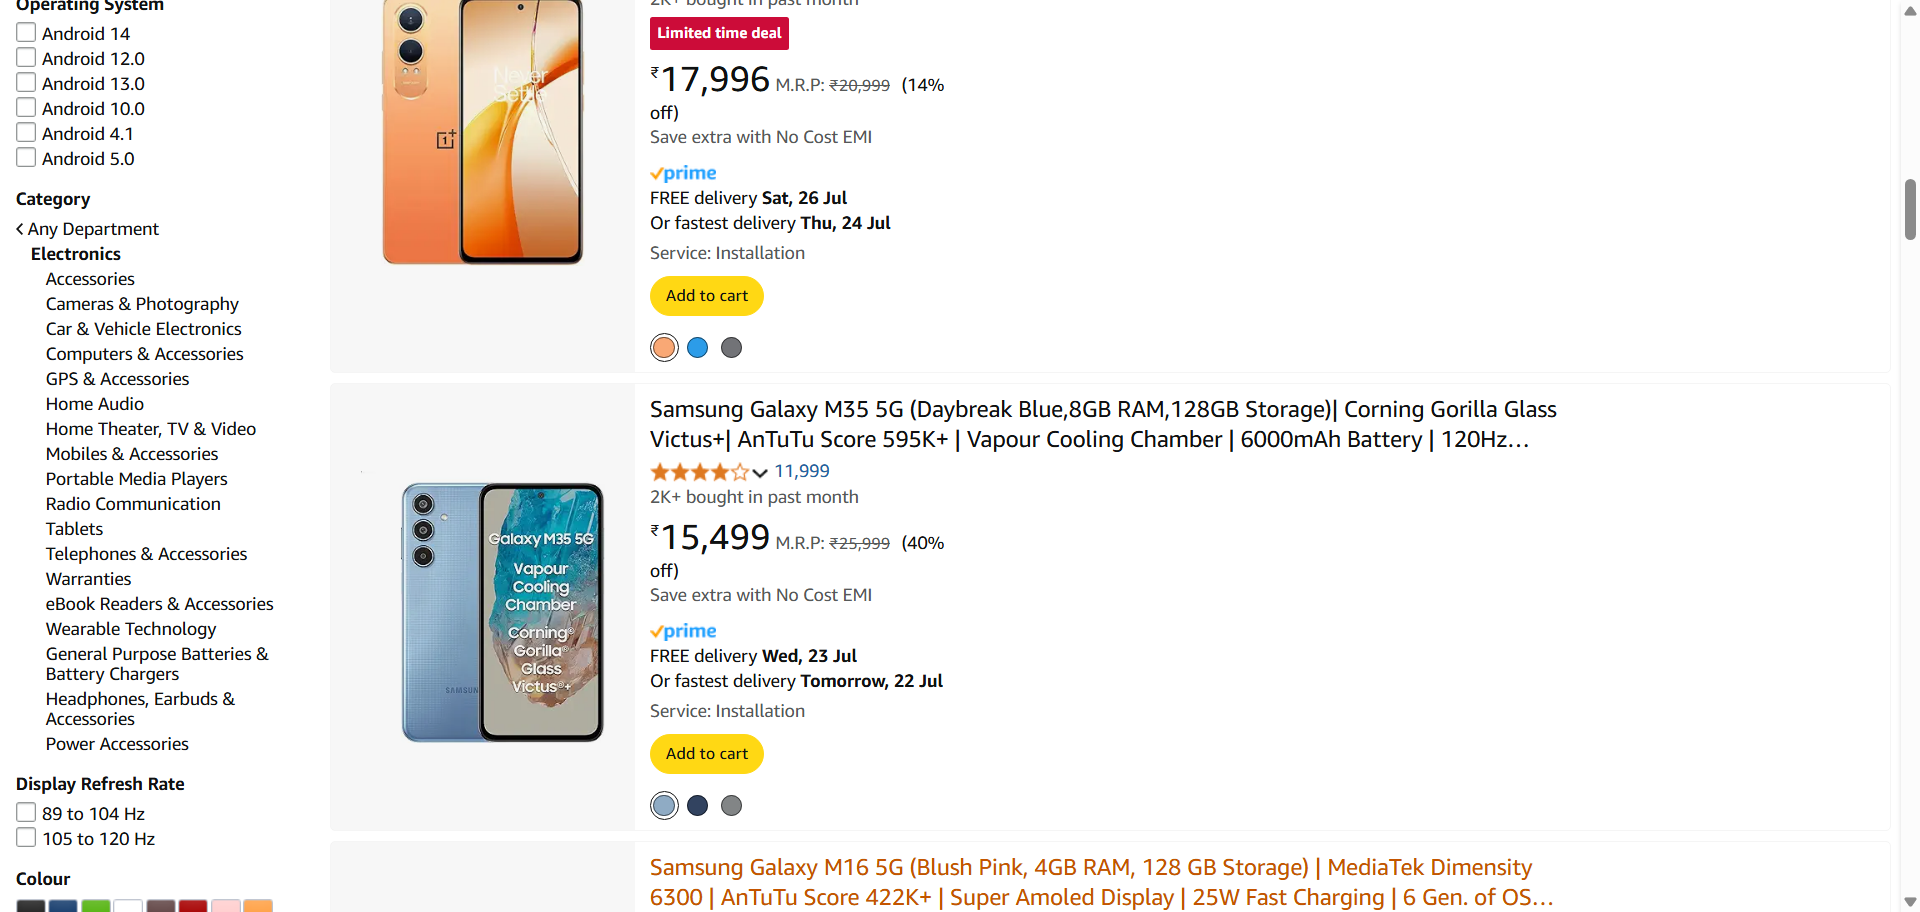 Operating System
Android 14
Android 12.0
Android 13.0
Android 10.0
Android 4.1
Android 5.0
Category
Any Department
Electronics
Accessories
Cameras & Photography
Car & Vehicle Electronics
Computers & Accessories
GPS & Accessories
Home Audio
Home Theater, TV & Video
Mobiles & Accessories
Portable Media Players
Radio Communication
Tablets
Telephones & Accessories
Warranties
eBook Readers & Accessories
Wearable Technology
General Purpose Batteries &
Battery Chargers
Headphones, Earbuds &
Accessories
Power Accessories
Display Refresh Rate
89 to 104 Hz
105 to 120 Hz
Colour
Never
Settle
2K+ bought in past month
Limited time deal
₹17,996 M.R.P: ₹20,999 (14%
off)
Save extra with No Cost EMI
prime
FREE delivery Sat, 26 Jul
Or fastest delivery Thu, 24 Jul
Service: Installation
Add to cart
Galaxy M35 5G
Vapour
Cooling
Chamber
Corning®
Gorilla®
Glass
Victus®+
SAMSUN
Samsung Galaxy M35 5G (Daybreak Blue,8GB RAM,128GB Storage)| Corning Gorilla Glass
Victus+| AnTuTu Score 595K+ | Vapour Cooling Chamber | 6000mAh Battery | 120Hz...
11,999
2K+ bought in past month
₹15,499 M.R.P: ₹25,999 (40%
off)
Save extra with No Cost EMI
prime
FREE delivery Wed, 23 Jul
Or fastest delivery Tomorrow, 22 Jul
Service: Installation
Add to cart
Samsung Galaxy M16 5G (Blush Pink, 4GB RAM, 128 GB Storage) | MediaTek Dimensity
6300 | AnTuTu Score 422K+ | Super Amoled Display | 25W Fast Charging | 6 Gen. of OS...